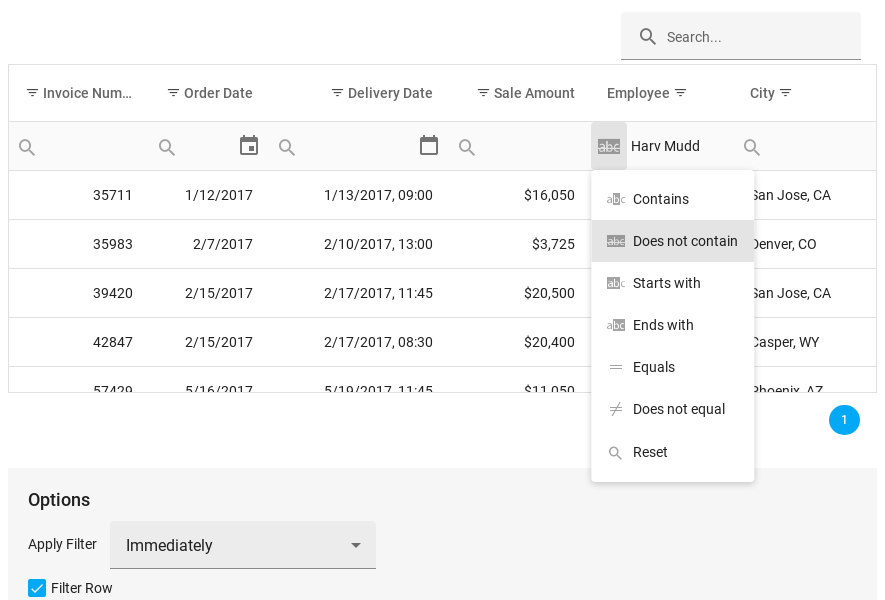 Search...
Invoice Num... Order Date Delivery Date Sale Amount Employee City
abc Harv Mudd
35711 1/12/2017 1/13/2017, 09:00 $16,050 San Jose, CA
abc Contains
35983 2/7/2017 2/10/2017, 13:00 $3,725 Denver, CO
abc Does not contain
39420 2/15/2017 2/17/2017, 11:45 $20,500 San Jose, CA
abc Starts with
42847 2/15/2017 2/17/2017, 08:30 $20,400 Casper, WY
abc Ends with
57429 5/16/2017 5/19/2017, 11:45 $11,050 Phoenix, AZ
= Equals
≠ Does not equal
Reset
1
Options
Apply Filter Immediately
Filter Row